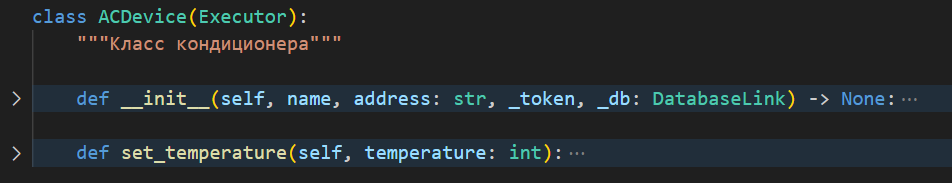 class ACDevice(Executor):
"""Класс кондиционера"""
def __init__(self, name, address: str, _token, _db: DatabaseLink) -> None:⋯
def set_temperature(self, temperature: int):⋯